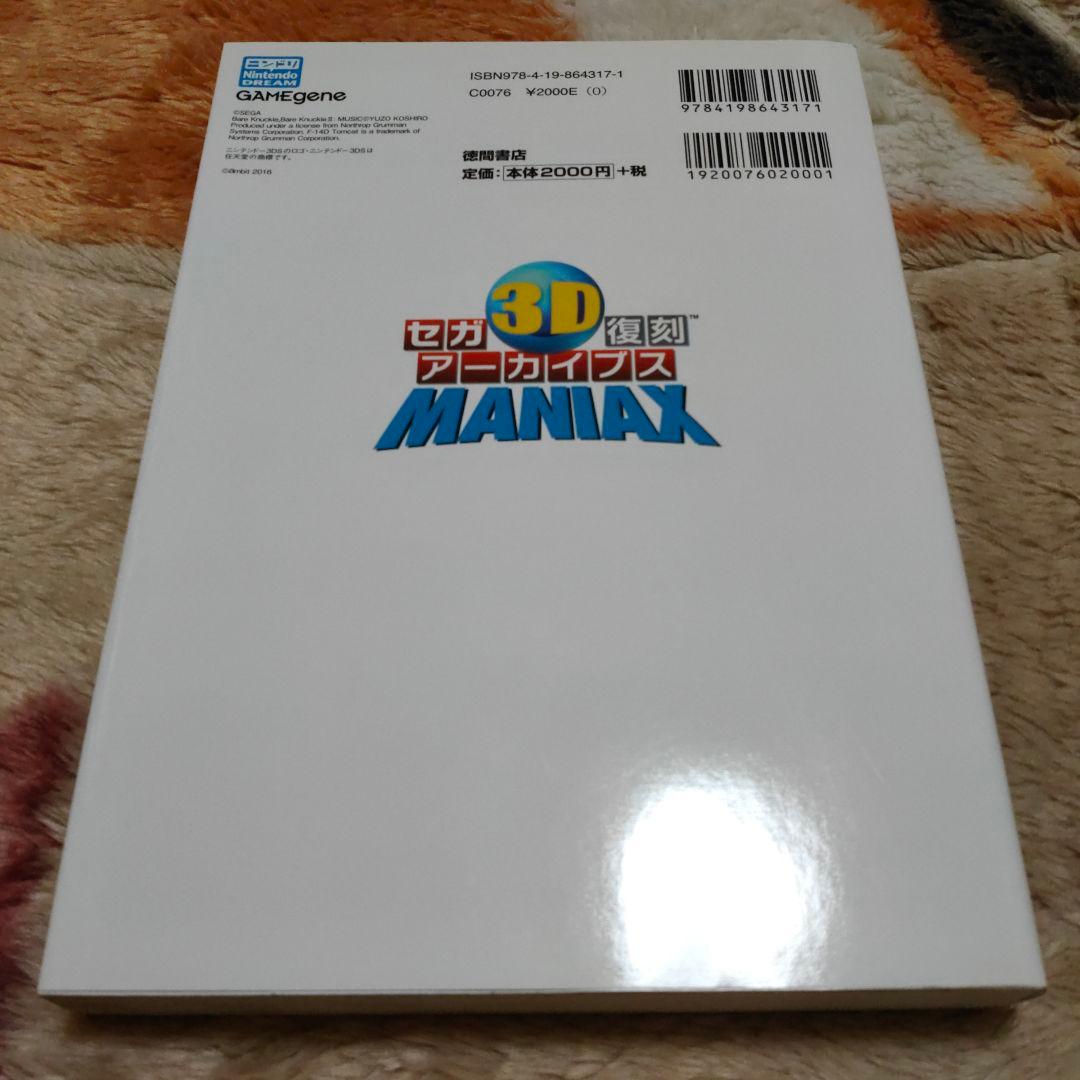 ニンドリ
Nintendo
DREAM
GAMEgene
©SEGA
Bare Knuckle,Bare KnuckleⅡ: MUSIC©YUZO KOSHIRO
Produced under a license from Northrop Grumman
Systems Corporation. F-14D Tomcat is a trademark of
Northrop Grumman Corporation.
ニンテンドー3DSのロゴ・ニンテンドー3DSは
任天堂の商標です。
©ambit 2016
ISBN978-4-19-864317-1
C0076 ¥2000E (0)
徳間書店
定価:本体2000円+税
9784198643171
1920076020001
セガ3D復刻™
アーカイブス
MANIAX